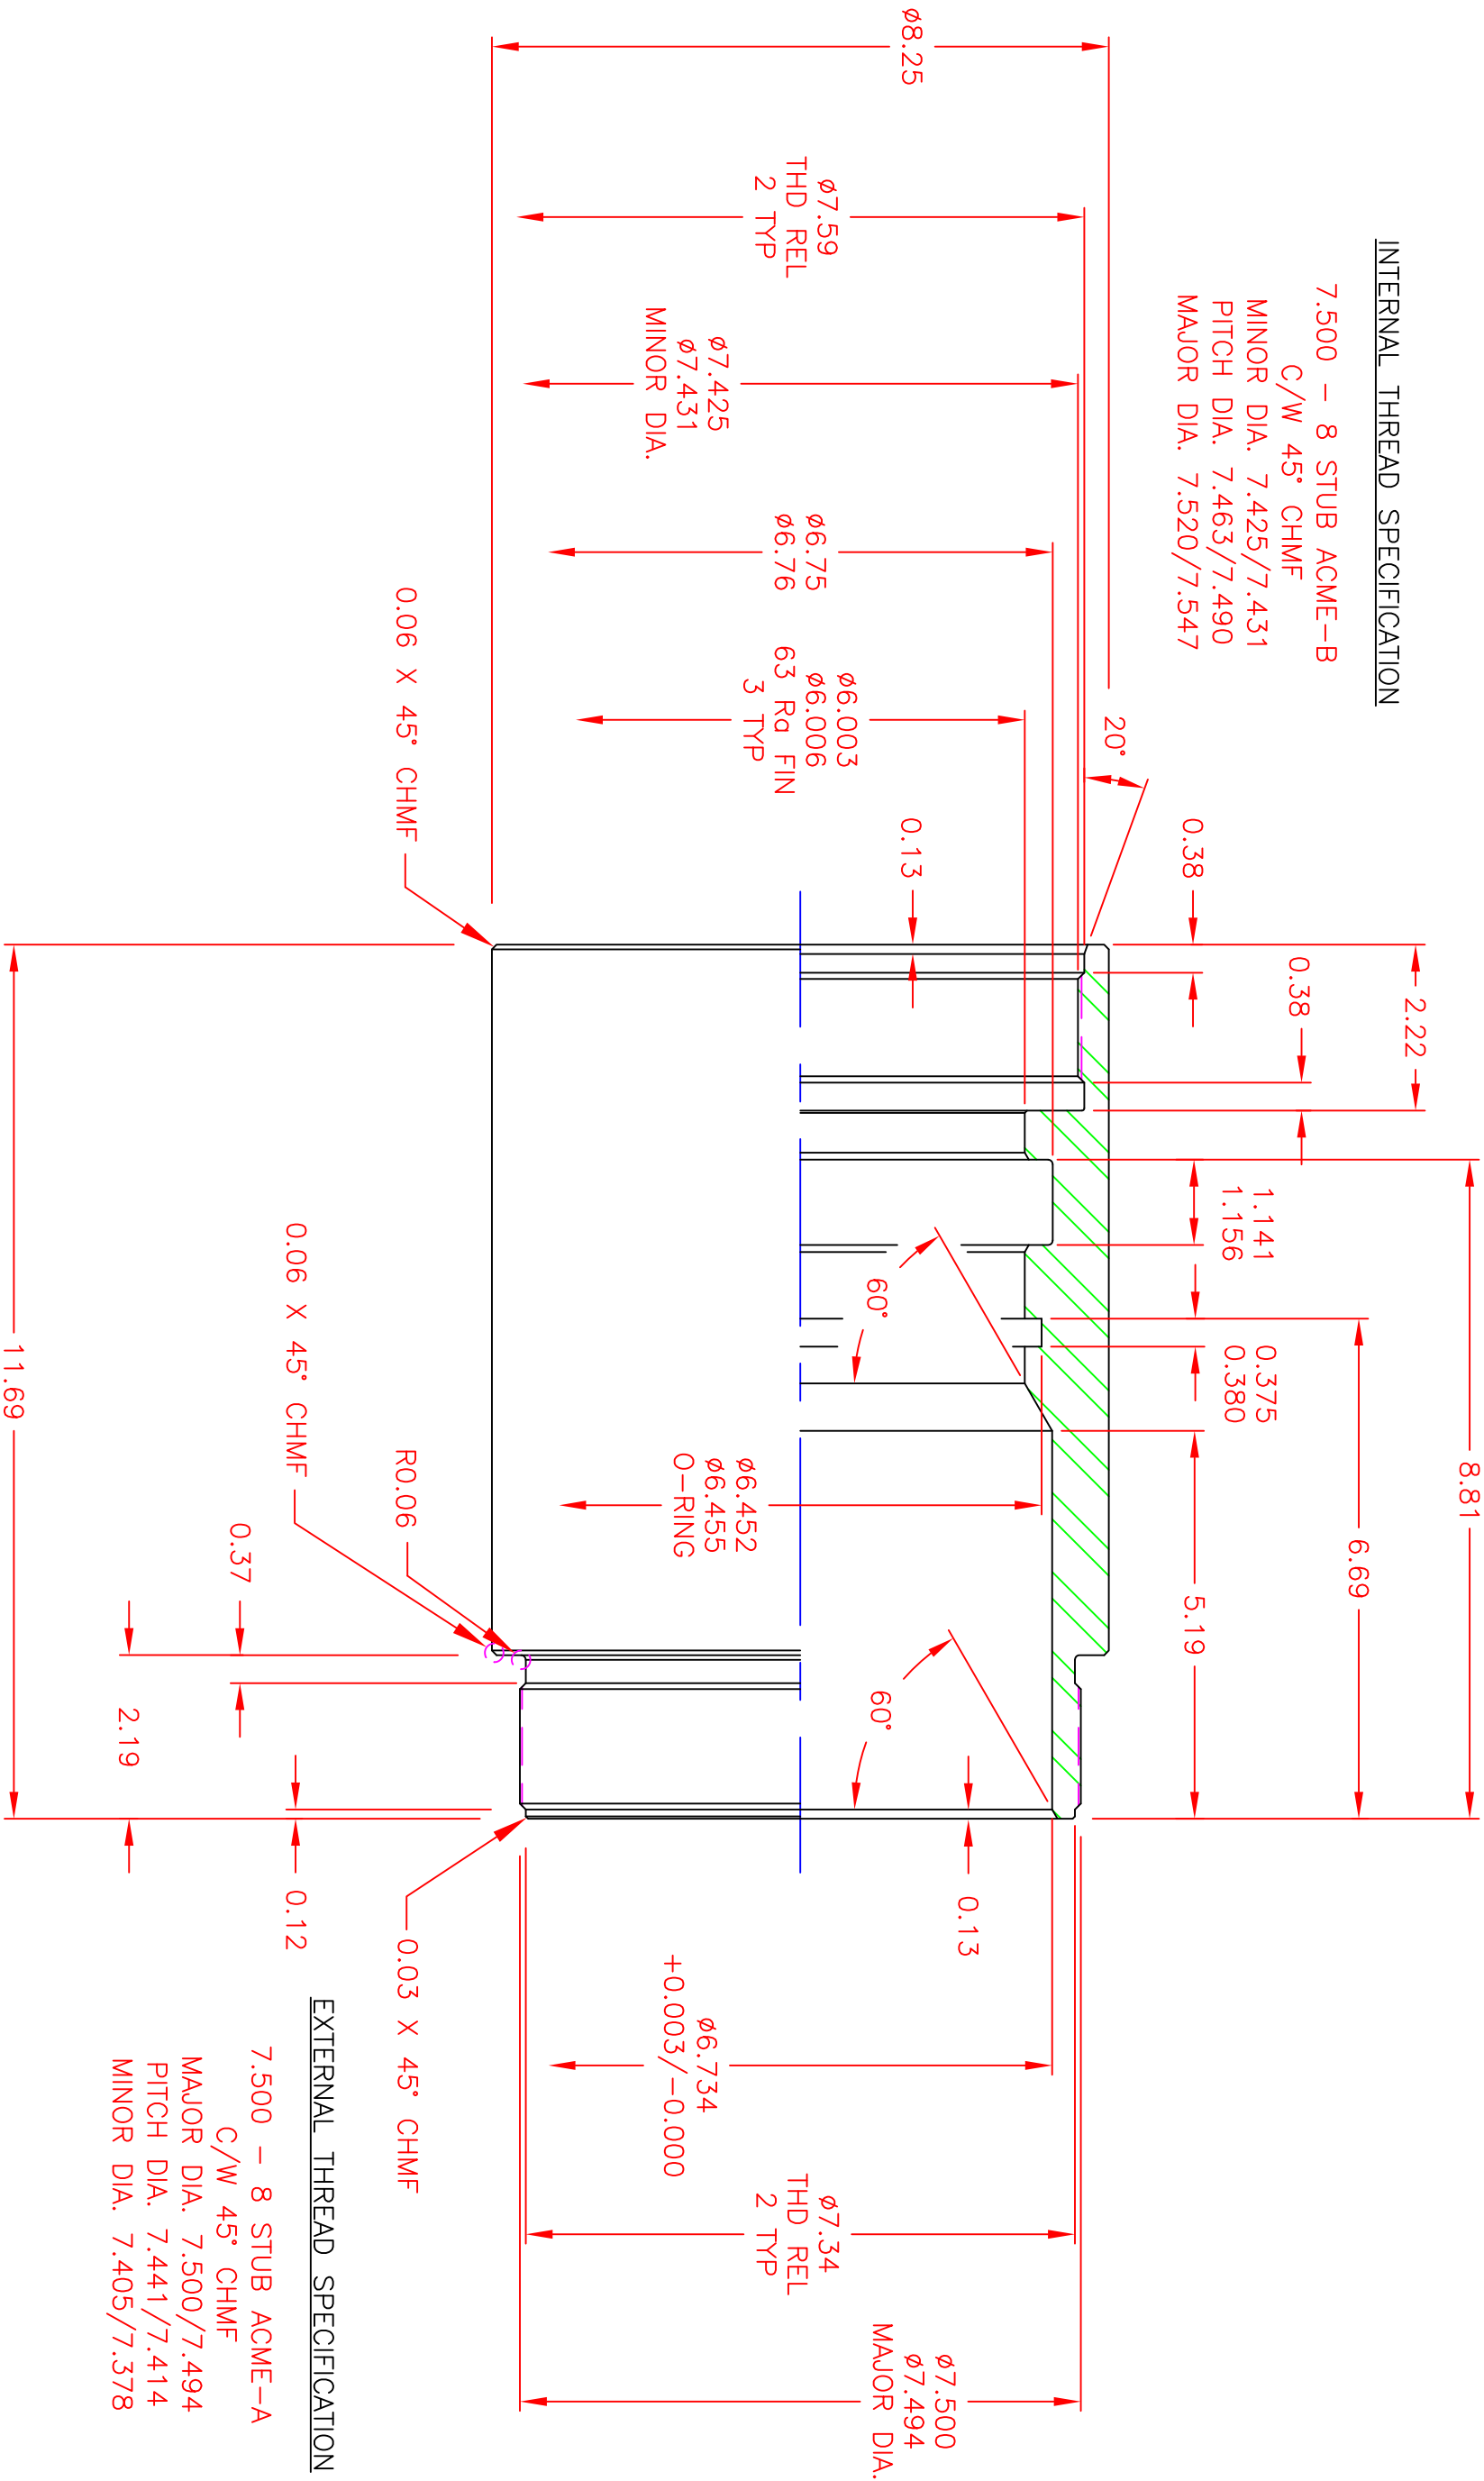 INTERNAL THREAD SPECIFICATION
7.500 - 8 STUB ACME-B
C/W 45° CHMF
MINOR DIA. 7.425/7.431
PITCH DIA. 7.463/7.490
MAJOR DIA. 7.520/7.547
ø8.25
ø7.59
THD REL
2 TYP
ø7.425
ø7.431
MINOR DIA.
ø6.75
ø6.76
ø6.003
ø6.006
63 Ra FIN
3 TYP
20°
0.13
0.38
0.38
2.22
8.81
1.141
1.156
0.375
0.380
6.69
5.19
60°
60°
ø6.452
ø6.455
O-RING
0.06 X 45° CHMF
0.06 X 45° CHMF
R0.06
0.37
2.19
0.12
11.69
0.03 X 45° CHMF
0.13
ø6.734
+0.003/-0.000
ø7.34
THD REL
2 TYP
ø7.500
ø7.494
MAJOR DIA.
EXTERNAL THREAD SPECIFICATION
7.500 - 8 STUB ACME-A
C/W 45° CHMF
MAJOR DIA. 7.500/7.494
PITCH DIA. 7.441/7.414
MINOR DIA. 7.405/7.378